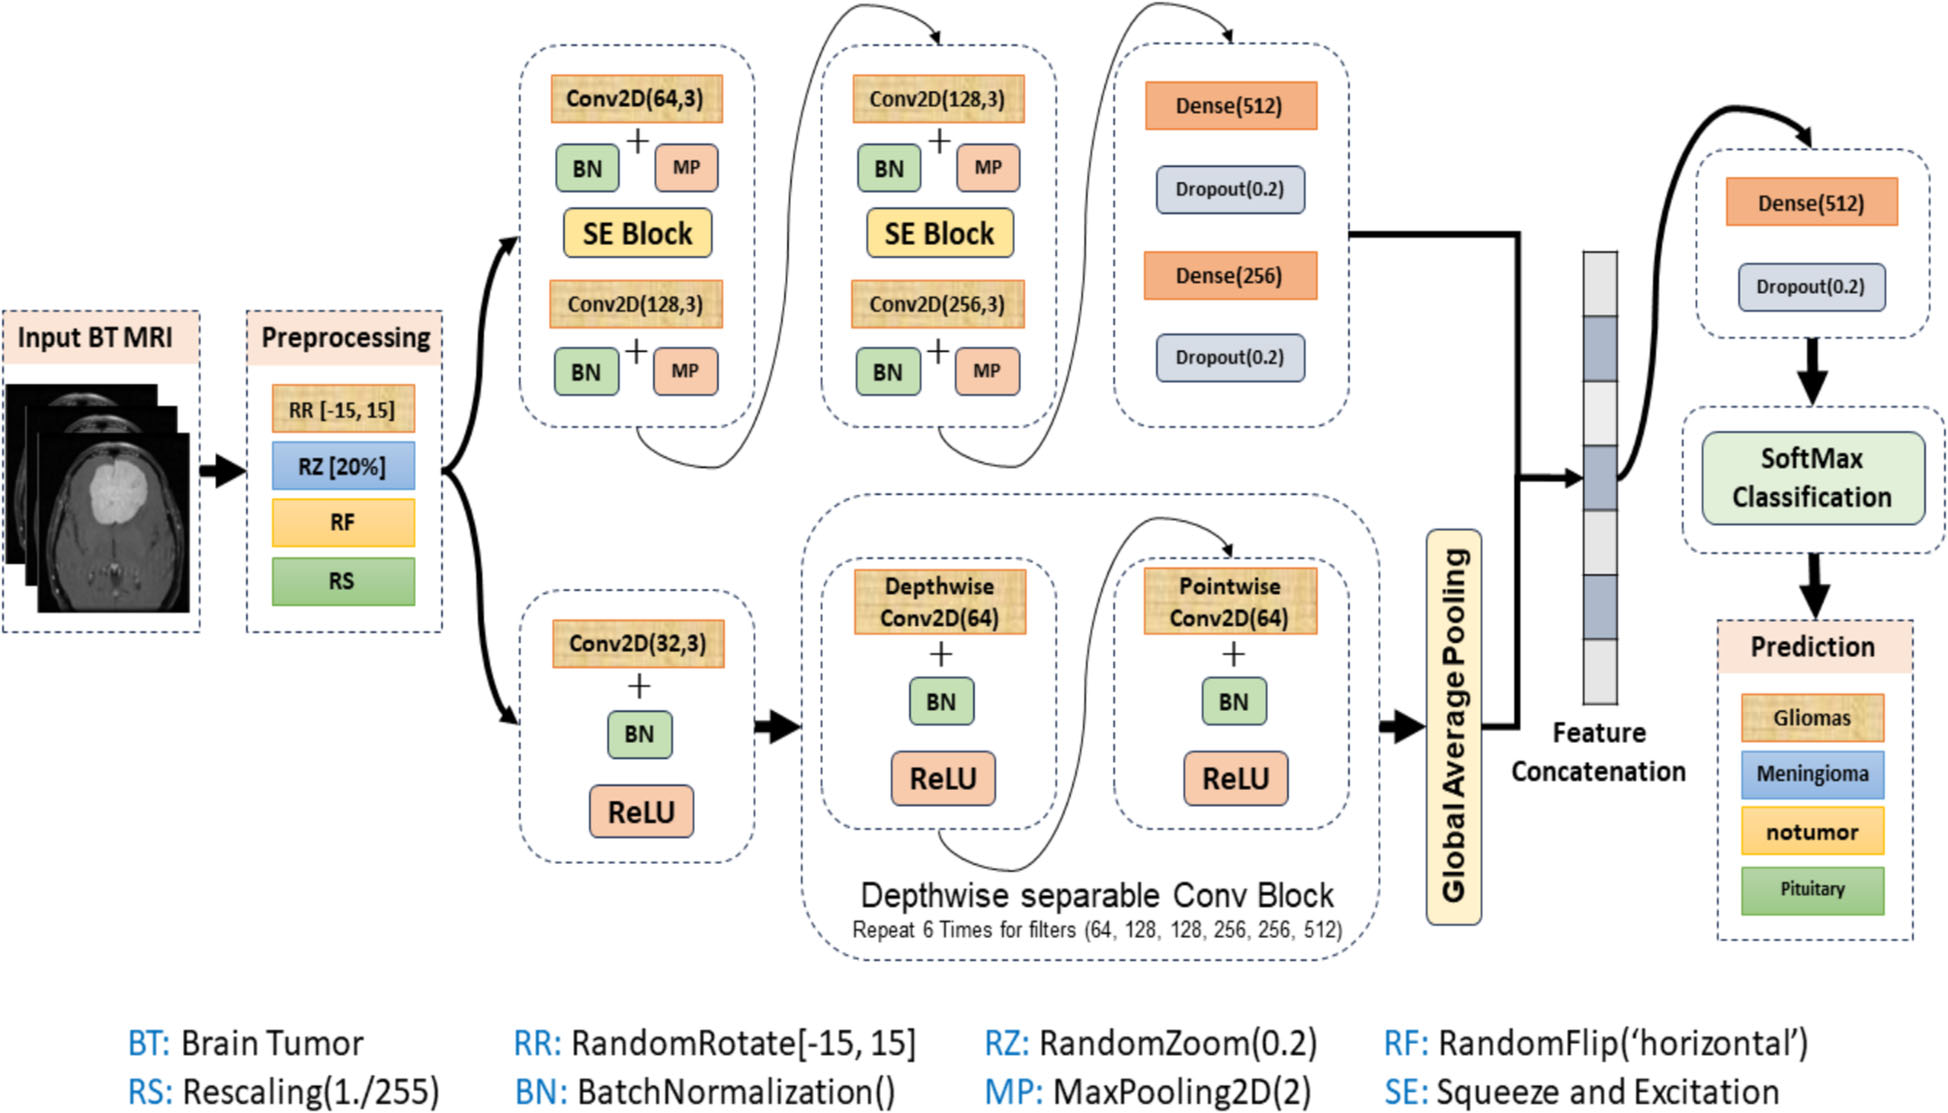 Input BT MRI
Preprocessing
RR [-15, 15]
RZ [20%]
RF
RS
Conv2D(64,3)
+
BN
MP
SE Block
Conv2D(128,3)
+
BN
MP
Conv2D(128,3)
+
BN
MP
SE Block
Conv2D(256,3)
+
BN
MP
Dense(512)
Dropout(0.2)
Dense(256)
Dropout(0.2)
Conv2D(32,3)
+
BN
ReLU
Depthwise
Conv2D(64)
+
BN
ReLU
Pointwise
Conv2D(64)
+
BN
ReLU
Depthwise separable Conv Block
Repeat 6 Times for filters (64, 128, 128, 256, 256, 512)
Global Average Pooling
Feature
Concatenation
Dense(512)
Dropout(0.2)
SoftMax
Classification
Prediction
Gliomas
Meningioma
notumor
Pituitary
BT: Brain Tumor
RR: RandomRotate[-15, 15]
RZ: RandomZoom(0.2)
RF: RandomFlip(‘horizontal’)
RS: Rescaling(1./255)
BN: BatchNormalization()
MP: MaxPooling2D(2)
SE: Squeeze and Excitation